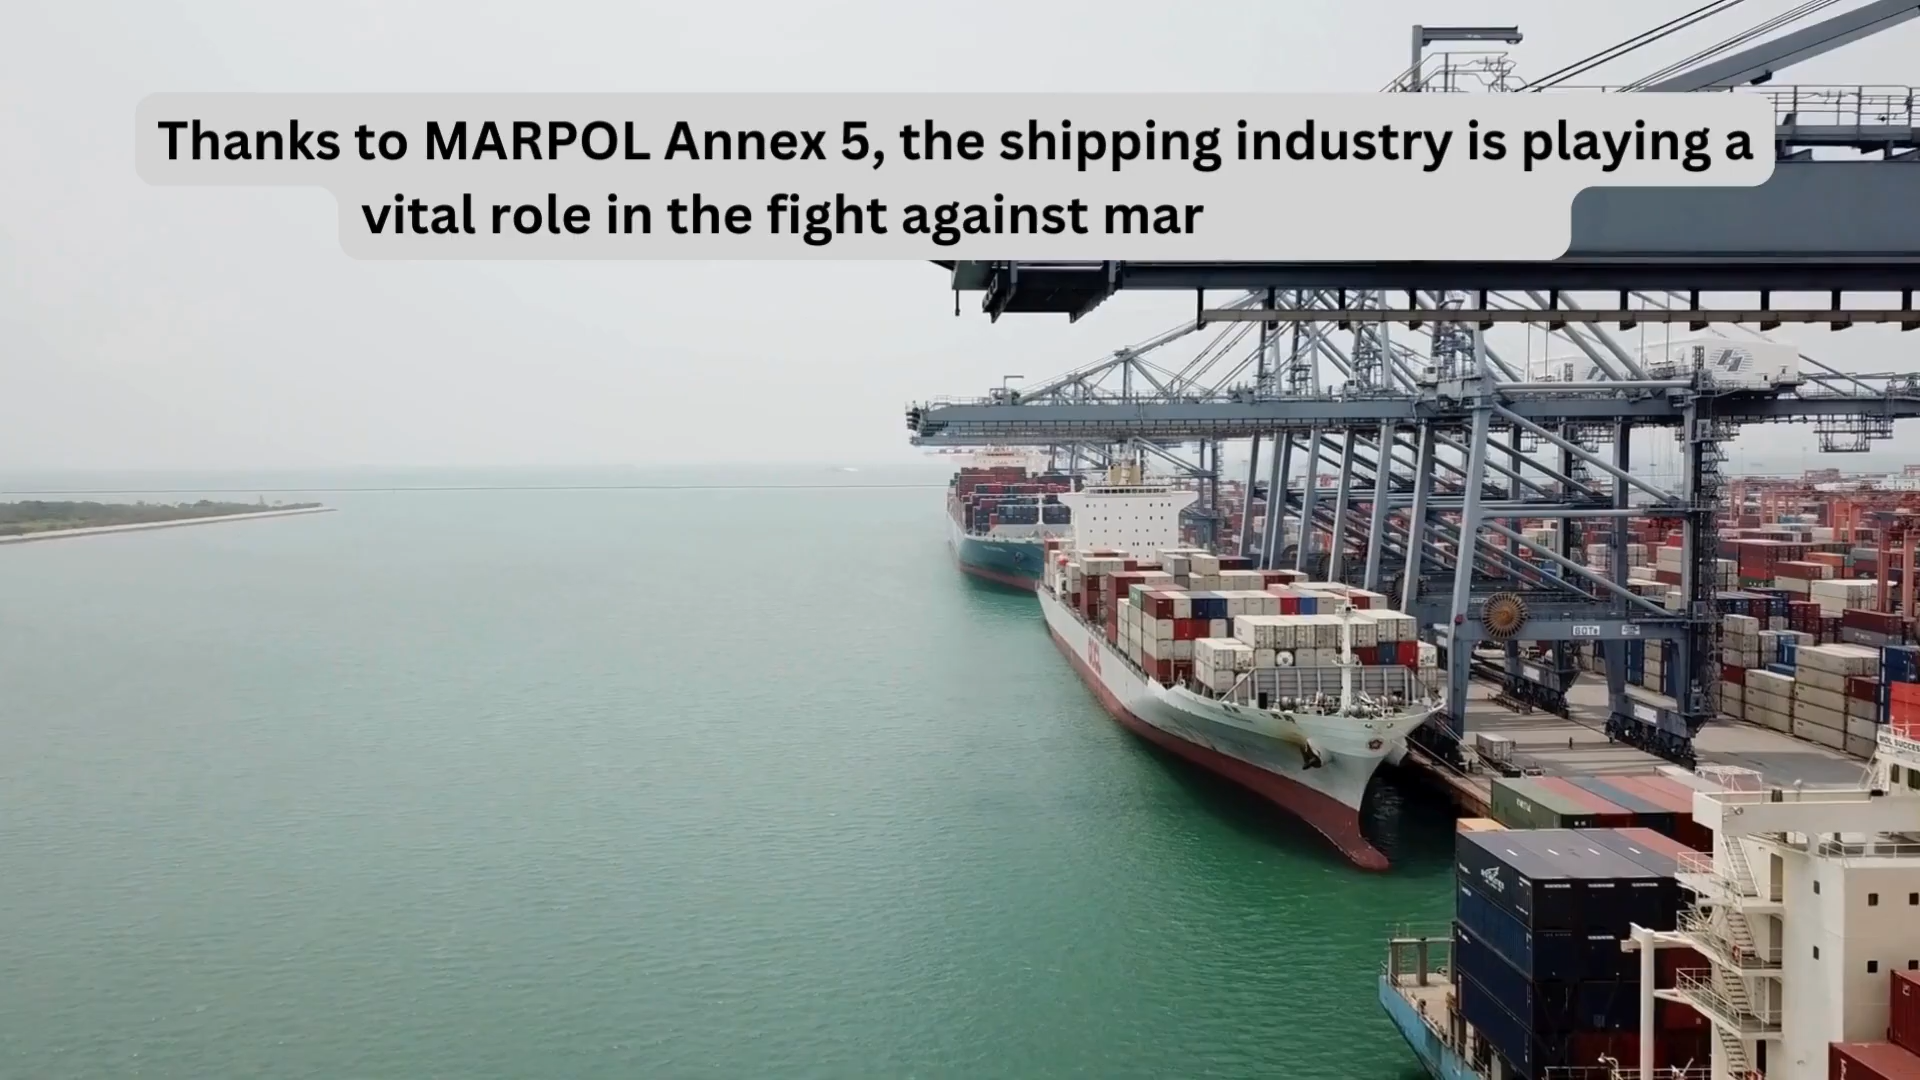 Thanks to MARPOL Annex 5, the shipping industry is playing a
vital role in the fight against mar